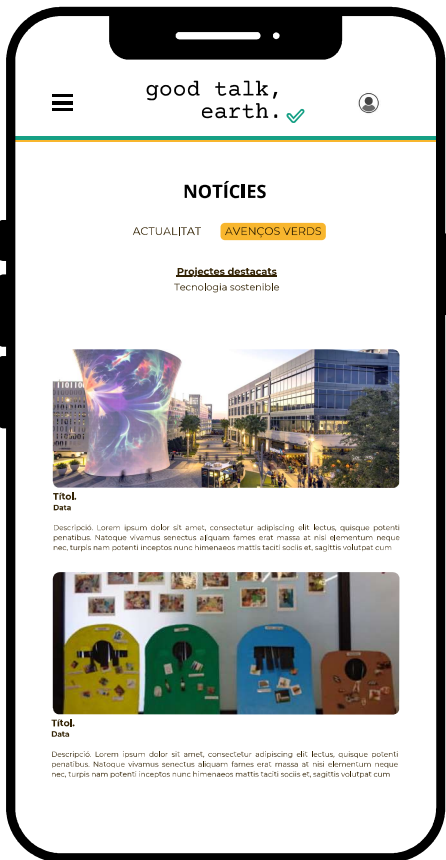 good talk,
earth.
NOTÍCIES
ACTUALITAT
AVENÇOS VERDS
Projectes destacats
Tecnologia sostenible
Títol.
Data
Descripció. Lorem ipsum dolor sit amet, consectetur adipiscing elit lectus, quisque potenti
penatibus. Natoque vivamus senectus aliquam fames erat massa at nisi elementum neque
nec, turpis nam potenti inceptos nunc himenaeos mattis taciti sociis et, sagittis volutpat cum
Títol.
Data
Descripció. Lorem ipsum dolor sit amet, consectetur adipiscing elit lectus, quisque potenti
penatibus. Natoque vivamus senectus aliquam fames erat massa at nisi elementum neque
nec, turpis nam potenti inceptos nunc himenaeos mattis taciti sociis et, sagittis volutpat cum